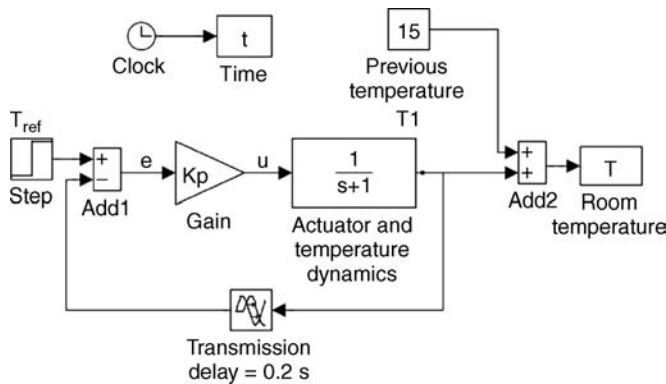 Clock
t
Time
15
Previous
temperature
T1
T_ref
Step
+
−
Add1
e
Kp
Gain
u
1
s+1
Actuator and
temperature
dynamics
+
+
Add2
T
Room
temperature
Transmission
delay = 0.2 s